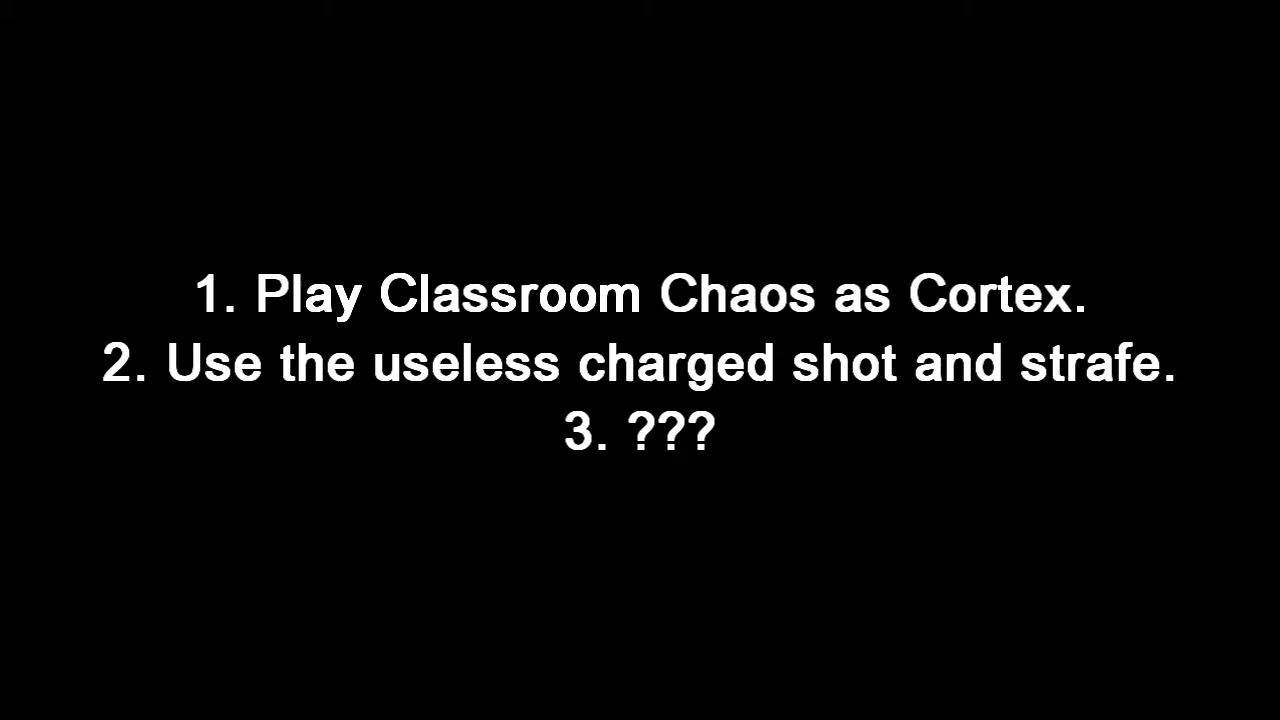 1. Play Classroom Chaos as Cortex.
2. Use the useless charged shot and strafe.
3. ???